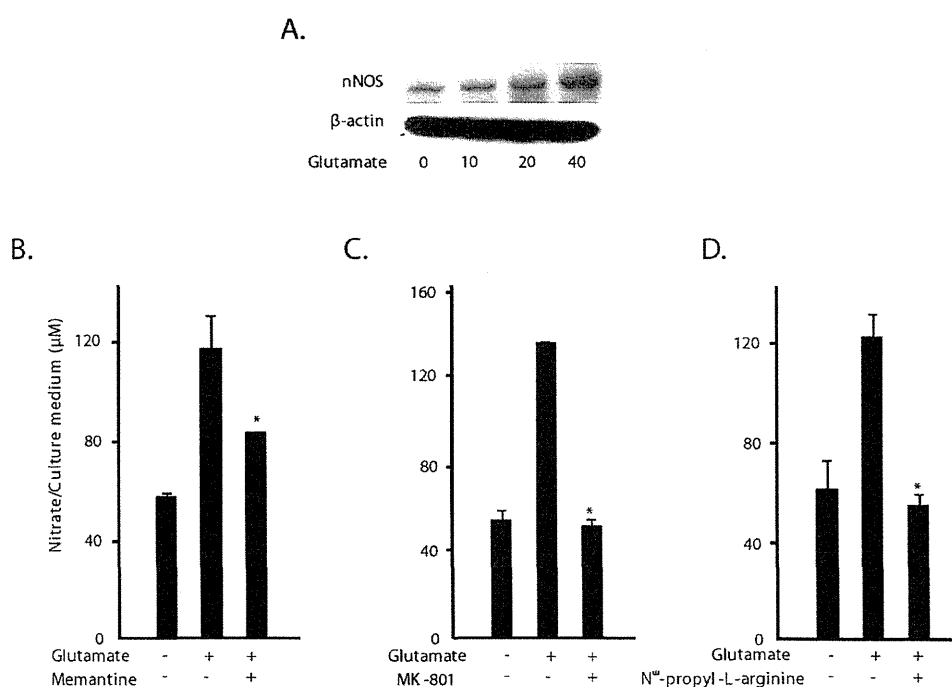 A.
nNOS
β-actin
Glutamate 0 10 20 40
B.
Nitrate/Culture medium (µM)
120
80
40
0
Glutamate - + +
Memantine - - +
C.
160
120
80
40
0
Glutamate - + +
MK-801 - - +
*
D.
120
80
40
0
Glutamate - + +
Nω-propyl-L-arginine - - +
*